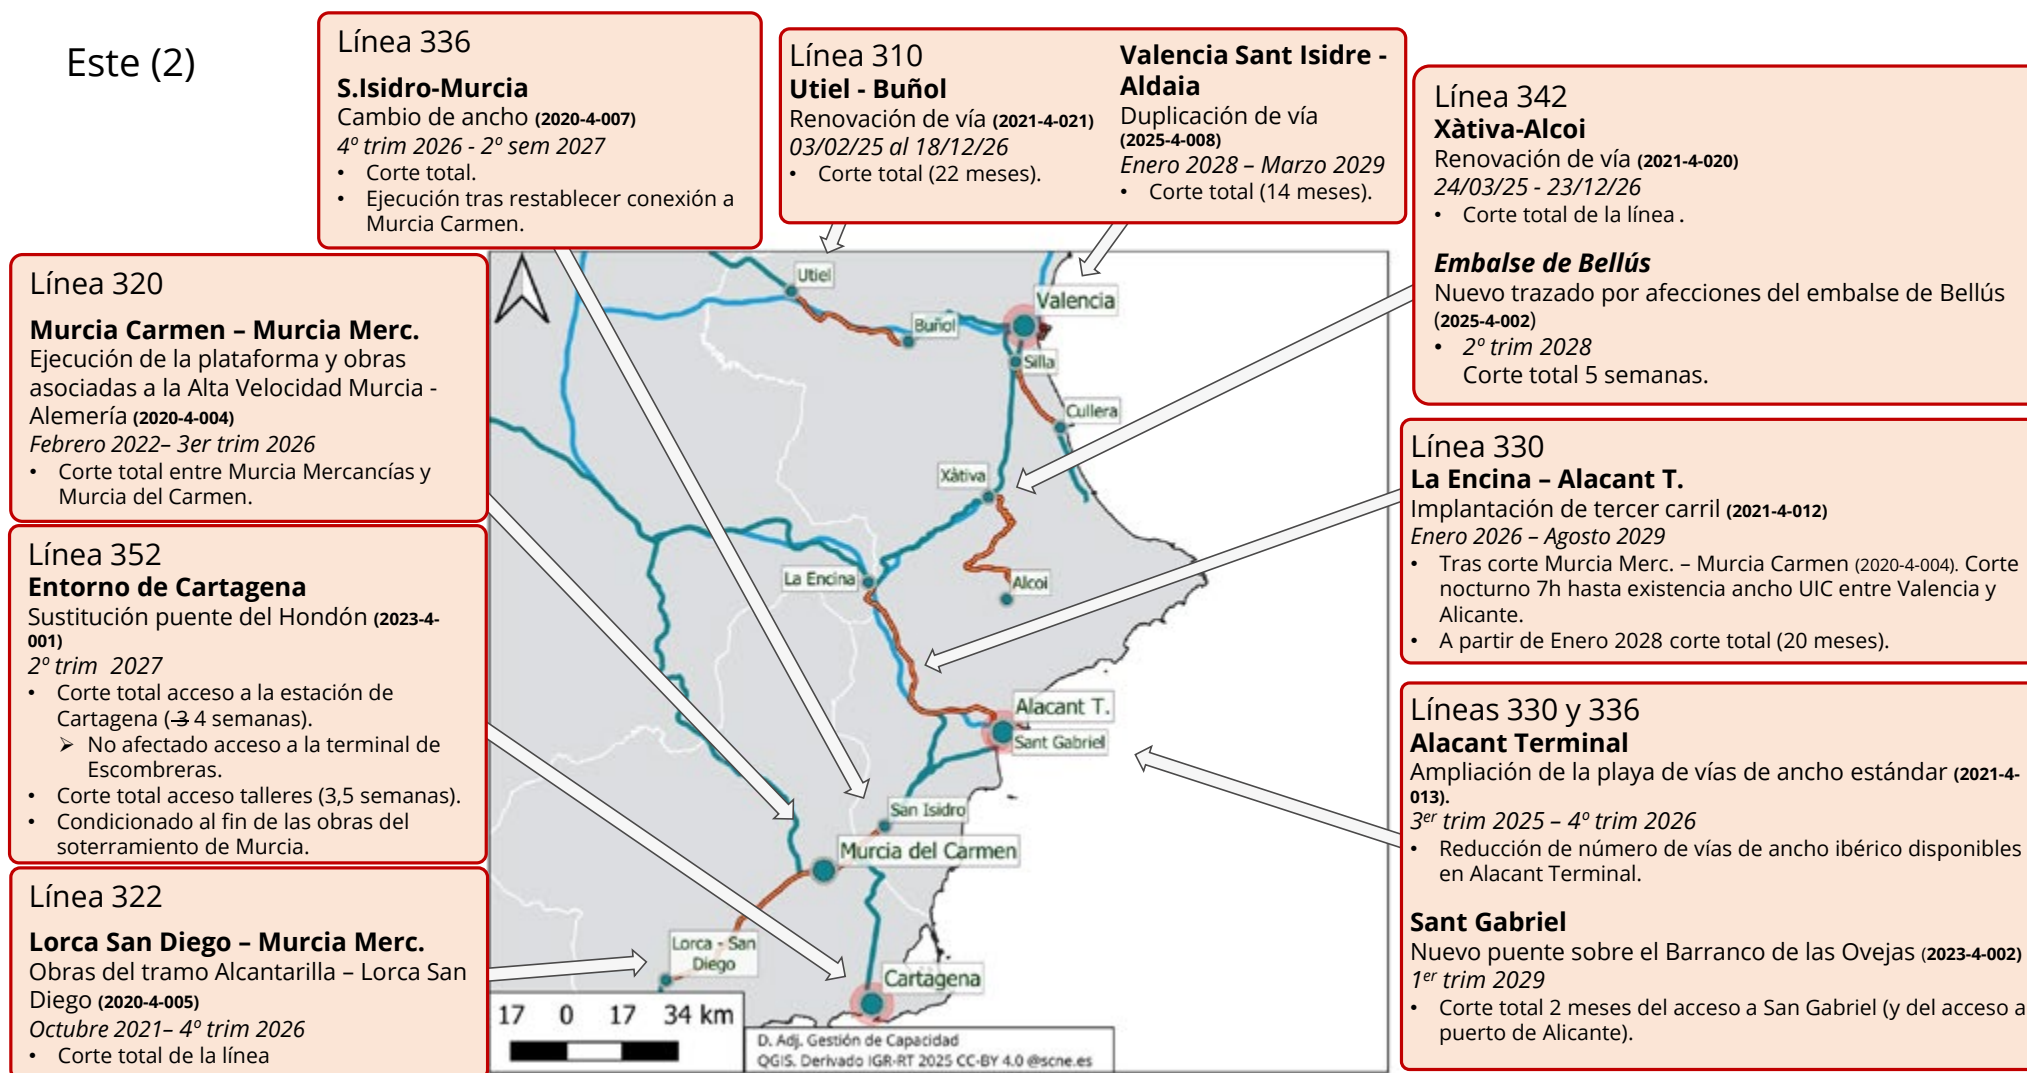 Este (2)
Línea 336
S.Isidro-Murcia
Cambio de ancho (2020-4-007)
4º trim 2026 - 2º sem 2027
• Corte total.
• Ejecución tras restablecer conexión a
Murcia Carmen.
Línea 310
Utiel - Buñol
Renovación de vía (2021-4-021)
03/02/25 al 18/12/26
• Corte total (22 meses).
Valencia Sant Isidre -
Aldaia
Duplicación de vía
(2025-4-008)
Enero 2028 – Marzo 2029
• Corte total (14 meses).
Línea 342
Xàtiva-Alcoi
Renovación de vía (2021-4-020)
24/03/25 - 23/12/26
• Corte total de la línea .
Embalse de Bellús
Nuevo trazado por afecciones del embalse de Bellús
(2025-4-002)
• 2º trim 2028
Corte total 5 semanas.
Línea 320
Murcia Carmen – Murcia Merc.
Ejecución de la plataforma y obras
asociadas a la Alta Velocidad Murcia -
Alemería (2020-4-004)
Febrero 2022– 3er trim 2026
• Corte total entre Murcia Mercancías y
Murcia del Carmen.
Línea 352
Entorno de Cartagena
Sustitución puente del Hondón (2023-4-
001)
2º trim 2027
• Corte total acceso a la estación de
Cartagena (3 4 semanas).
➢ No afectado acceso a la terminal de
Escombreras.
• Corte total acceso talleres (3,5 semanas).
• Condicionado al fin de las obras del
soterramiento de Murcia.
Línea 322
Lorca San Diego – Murcia Merc.
Obras del tramo Alcantarilla – Lorca San
Diego (2020-4-005)
Octubre 2021– 4º trim 2026
• Corte total de la línea
Línea 330
La Encina – Alacant T.
Implantación de tercer carril (2021-4-012)
Enero 2026 – Agosto 2029
• Tras corte Murcia Merc. – Murcia Carmen (2020-4-004). Corte
nocturno 7h hasta existencia ancho UIC entre Valencia y
Alicante.
• A partir de Enero 2028 corte total (20 meses).
Líneas 330 y 336
Alacant Terminal
Ampliación de la playa de vías de ancho estándar (2021-4-
013).
3er trim 2025 – 4º trim 2026
• Reducción de número de vías de ancho ibérico disponibles
en Alacant Terminal.
Sant Gabriel
Nuevo puente sobre el Barranco de las Ovejas (2023-4-002)
1er trim 2029
• Corte total 2 meses del acceso a San Gabriel (y del acceso a
puerto de Alicante).
Utiel
Valencia
Buñol
Silla
Cullera
Xàtiva
La Encina
Alcoi
Alacant T.
Sant Gabriel
San Isidro
Murcia del Carmen
Lorca - San
Diego
Cartagena
17 0 17 34 km
D. Adj. Gestión de Capacidad
QGIS. Derivado IGR-RT 2025 CC-BY 4.0 @scne.es